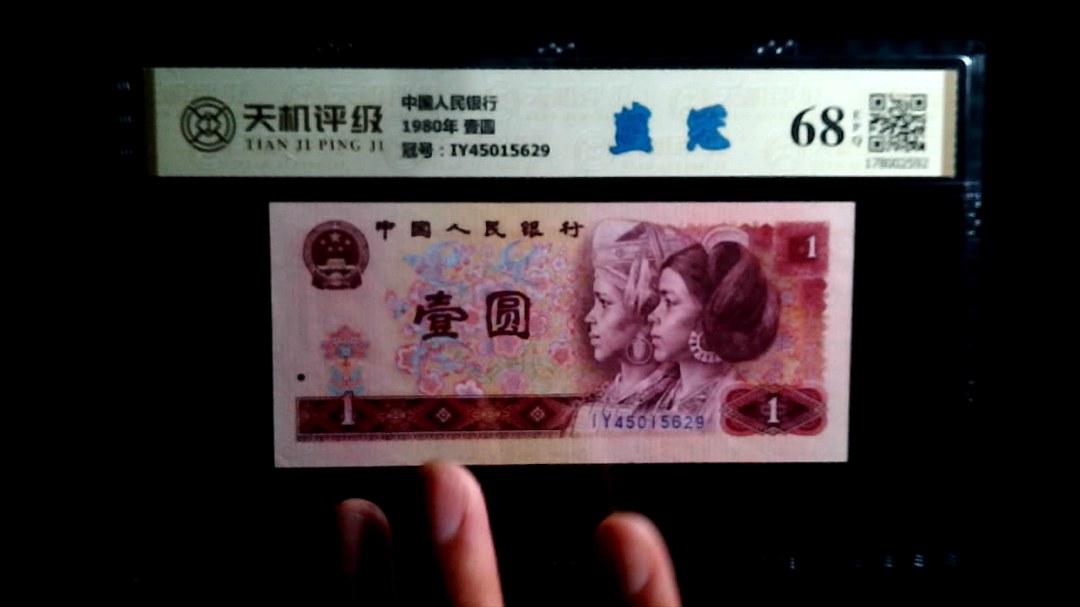 天机评级
TIAN JI PING JI
中国人民银行
1980年 壹圆
冠号：IY45015629
蓝冠
68
EPQ
178002592
中国人民银行
壹圆
1
1
IY45015629
1